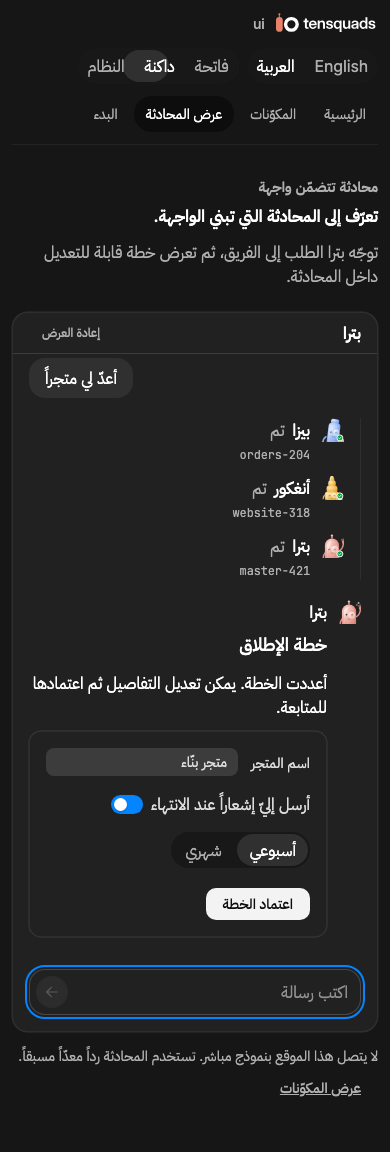 tensquads ui
English العربية فاتحة داكنة النظام
الرئيسية المكوّنات عرض المحادثة البدء
محادثة تتضمّن واجهة
تعرّف إلى المحادثة التي تبني الواجهة.
توجّه بترا الطلب إلى الفريق، ثم تعرض خطة قابلة للتعديل
داخل المحادثة.
بترا إعادة العرض
أعدّ لي متجراً
بيزا تم
orders-204
أنغكور تم
website-318
بترا تم
master-421
بترا
خطة الإطلاق
أعددت الخطة. يمكن تعديل التفاصيل ثم اعتمادها
للمتابعة.
اسم المتجر متجر بنّاء
أرسل إليّ إشعاراً عند الانتهاء
أسبوعي شهري
اعتماد الخطة
اكتب رسالة
لا يتصل هذا الموقع بنموذج مباشر. تستخدم المحادثة رداً معدّاً مسبقاً.
عرض المكوّنات